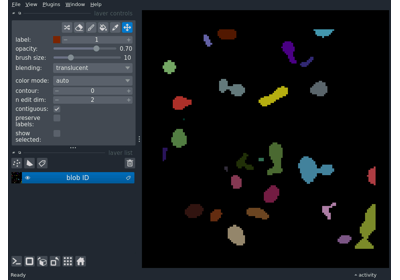 File View Plugins Window Help
layer controls
label: 1
opacity: 0.70
brush size: 10
blending: translucent
color mode: auto
contour: 0
n edit dim: 2
contiguous:
preserve
labels:
show
selected:
layer list
blob ID
Ready
activity